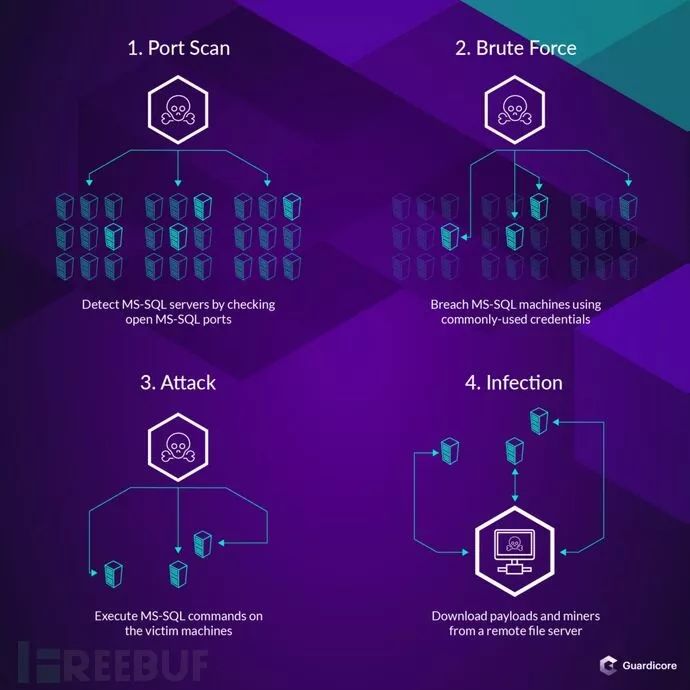 1. Port Scan
2. Brute Force
Detect MS-SQL servers by checking
open MS-SQL ports
Breach MS-SQL machines using
commonly-used credentials
3. Attack
4. Infection
Execute MS-SQL commands on
the victim machines
Download payloads and miners
from a remote file server
FREEBUF
Guardicore